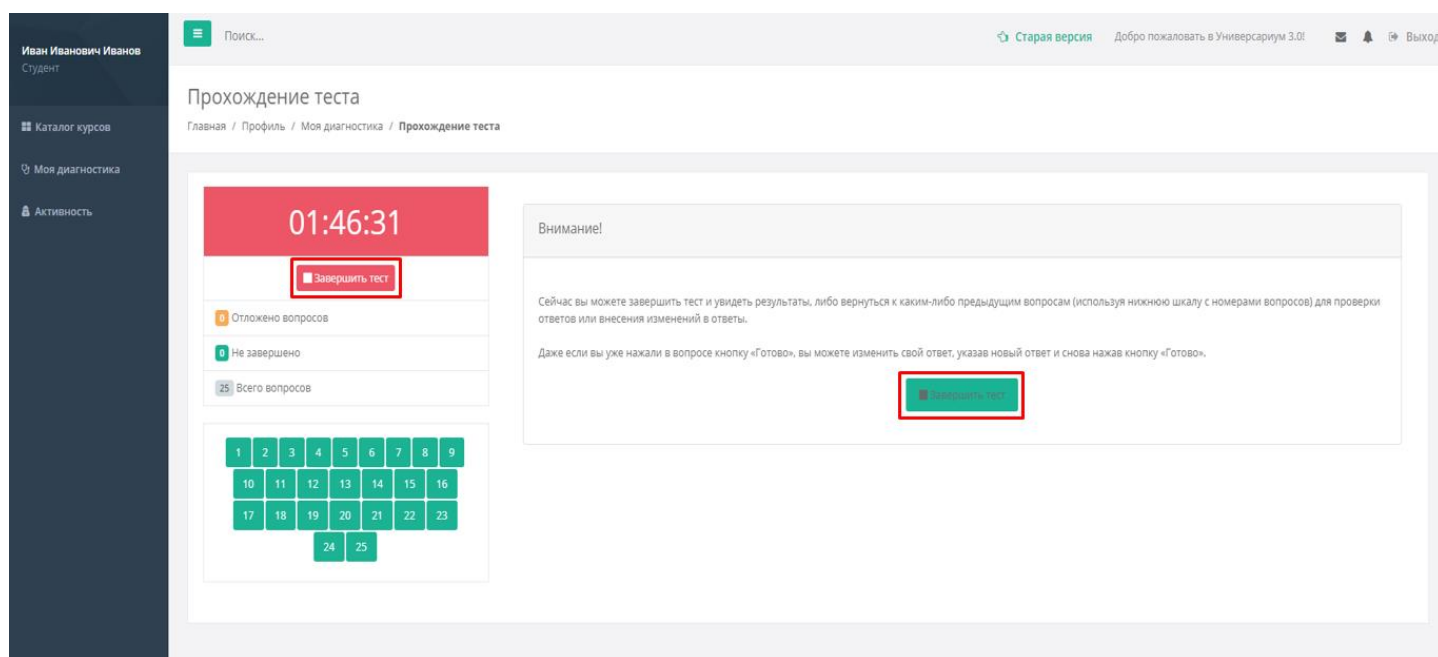 Иван Иванович Иванов
Студент
Каталог курсов
Моя диагностика
Активность
Поиск...
Старая версия
Добро пожаловать в Универсариум 3.0!
Выход
Прохождение теста
Главная / Профиль / Моя диагностика / Прохождение теста
01:46:31
Завершить тест
0 Отложено вопросов
0 Не завершено
25 Всего вопросов
1 2 3 4 5 6 7 8 9
10 11 12 13 14 15 16
17 18 19 20 21 22 23
24 25
Внимание!
Сейчас вы можете завершить тест и увидеть результаты, либо вернуться к каким-либо предыдущим вопросам (используя нижнюю шкалу с номерами вопросов) для проверки
ответов или внесения изменений в ответы.
Даже если вы уже нажали в вопросе кнопку «Готово», вы можете изменить свой ответ, указав новый ответ и снова нажав кнопку «Готово».
Завершить тест